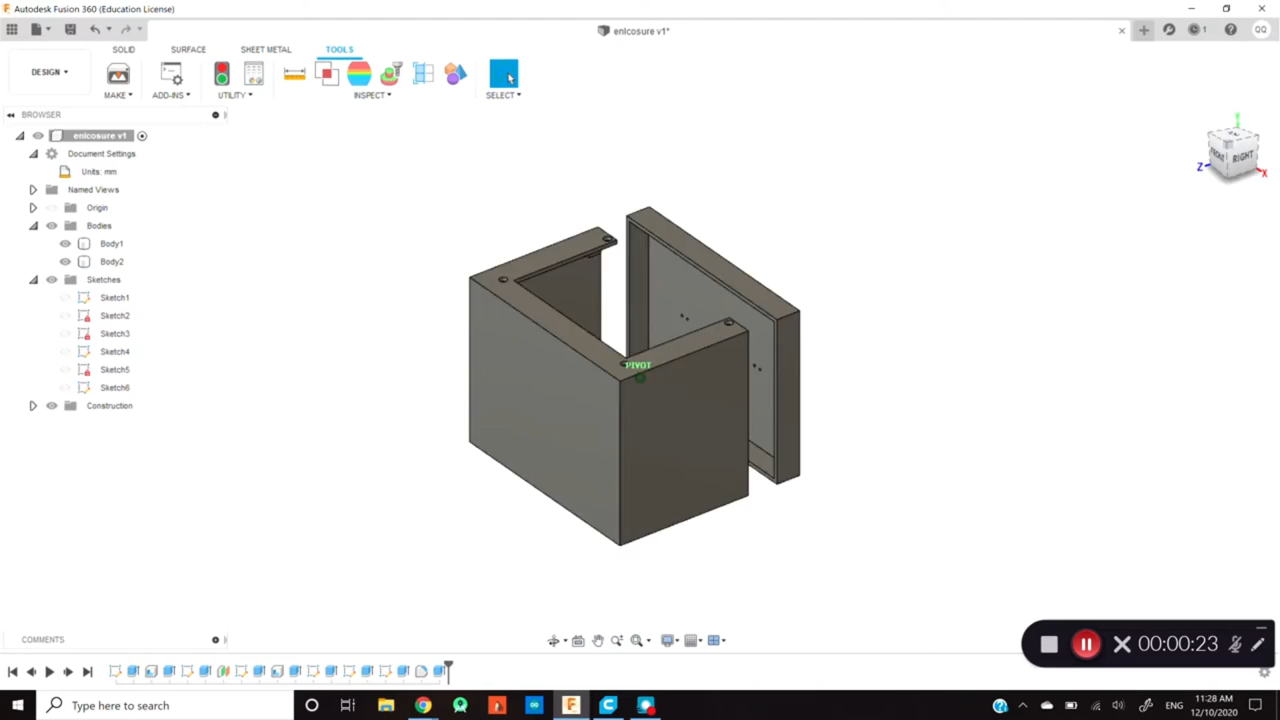 Autodesk Fusion 360 (Education License)
enlcosure v1*
1
QQ
SOLID
SURFACE
SHEET METAL
TOOLS
DESIGN
MAKE
ADD-INS
UTILITY
INSPECT
SELECT
BROWSER
enlcosure v1
Document Settings
Units: mm
Named Views
Origin
Bodies
Body1
Body2
Sketches
Sketch1
Sketch2
Sketch3
Sketch4
Sketch5
Sketch6
Construction
Y
FRONT
RIGHT
Z
X
PIVOT
COMMENTS
00:00:23
Type here to search
ENG
11:28 AM
12/10/2020